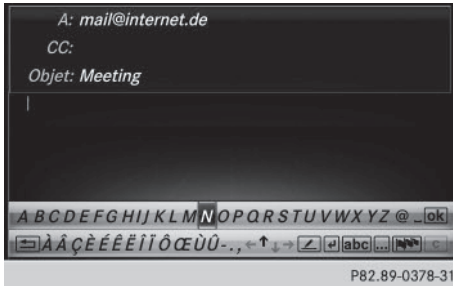 A: mail@internet.de
CC:
Objet: Meeting
A B C D E F G H I J K L M N O P Q R S T U V W X Y Z @ _ ok
À Â Ç È É Ê Ë Î Ï Ô Œ Ù Û - . , ← ↑ ↓ → ↵ abc ... c
P82.89-0378-31